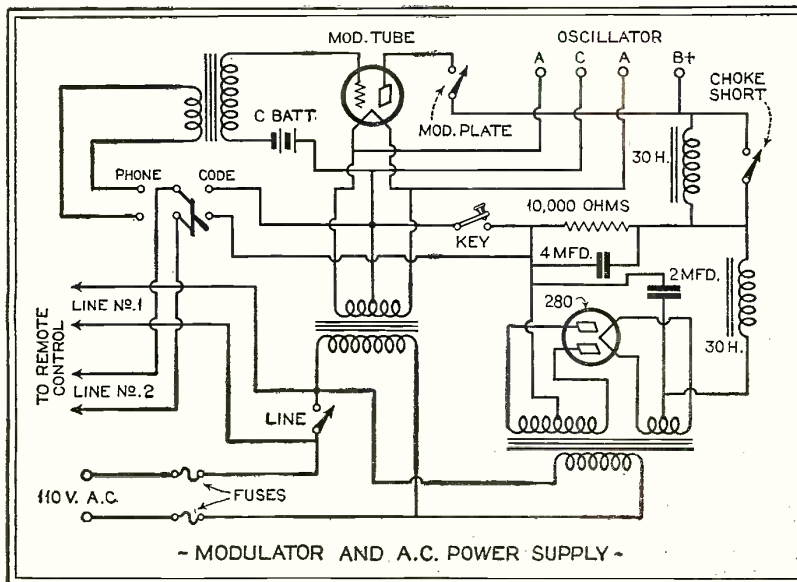 MOD. TUBE
OSCILLATOR
A C A B+
CHOKE
SHORT
C BATT.
MOD. PLATE
30 H.
PHONE CODE
10,000 OHMS
KEY
4 MFD.
2 MFD.
280
LINE Nº.1
30 H.
TO REMOTE
CONTROL
LINE Nº.2
LINE
110 V. A.C.
FUSES
- MODULATOR AND A.C. POWER SUPPLY -